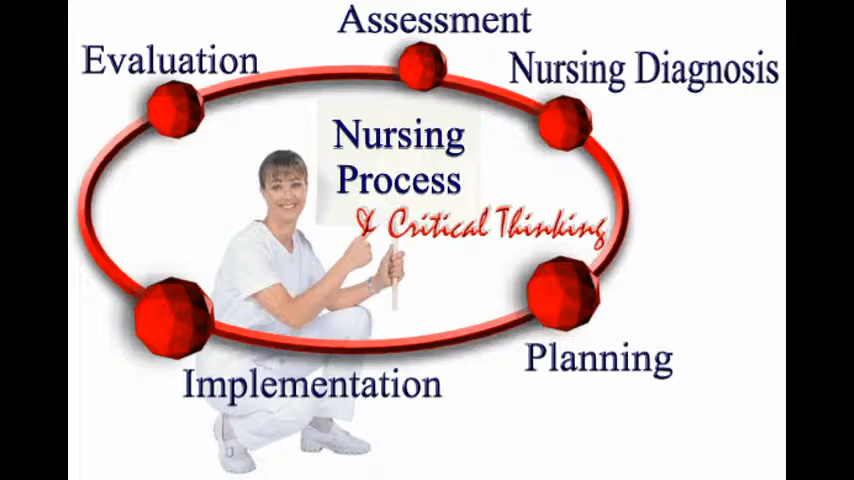 Assessment
Evaluation
Nursing Diagnosis
Nursing
Process
& Critical Thinking
Planning
Implementation